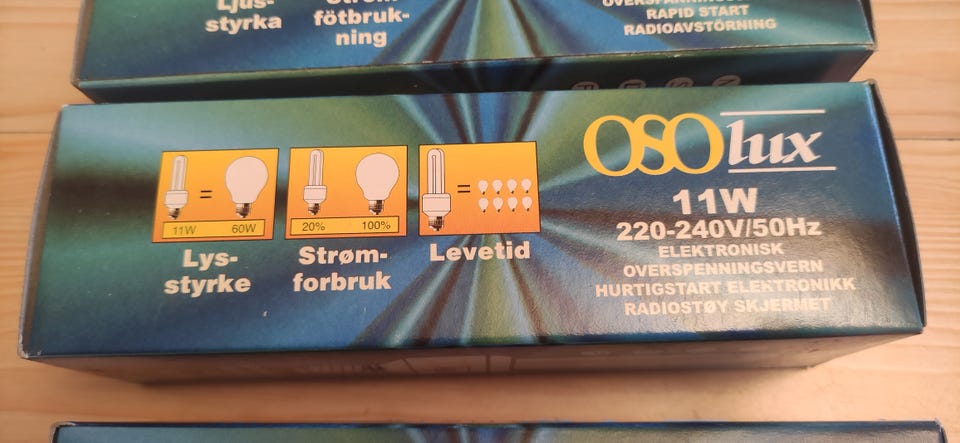 Ljus-
styrka
fötbruk-
ning
RAPID START
RADIOAVSTÖRNING
OSOlux
11W = 60W
20% 100%
=
Lys-
styrke
Strøm-
forbruk
Levetid
11W
220-240V/50Hz
ELEKTRONISK
OVERSPENNINGSVERN
HURTIGSTART ELEKTRONIKK
RADIOSTØY SKJERMET